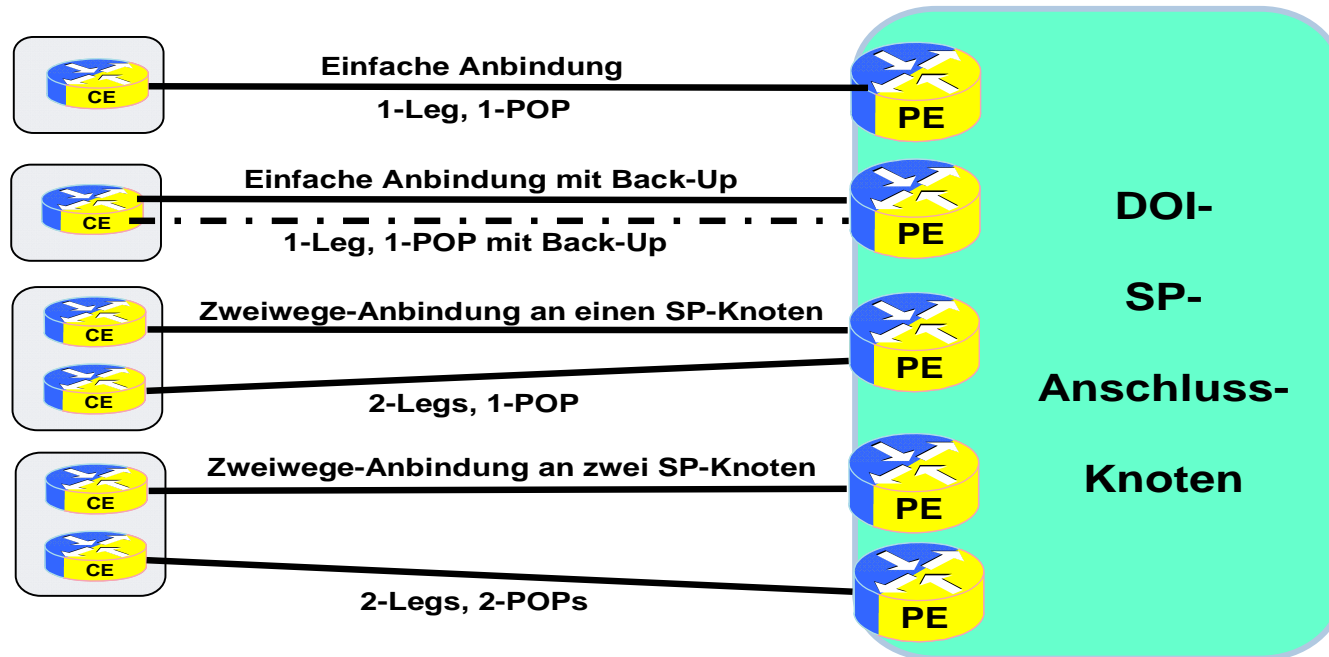 Einfache Anbindung
CE
1-Leg, 1-POP
PE
Einfache Anbindung mit Back-Up
CE
1-Leg, 1-POP mit Back-Up
PE
Zweiwege-Anbindung an einen SP-Knoten
CE
CE
2-Legs, 1-POP
PE
Zweiwege-Anbindung an zwei SP-Knoten
CE
CE
2-Legs, 2-POPs
PE
PE
DOI-
SP-
Anschluss-
Knoten